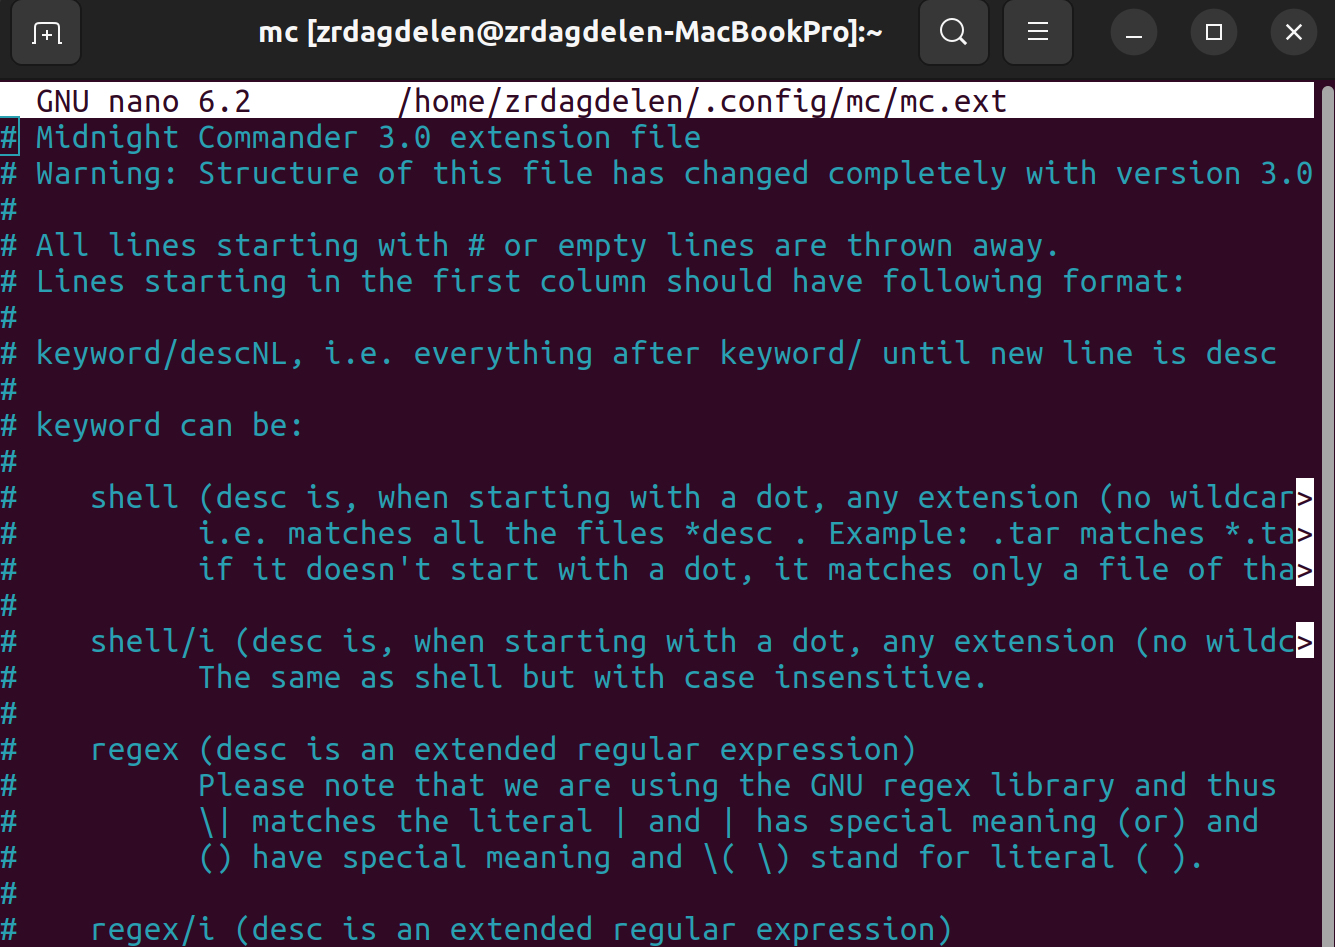 mc [zrdagdelen@zrdagdelen-MacBookPro]:~
GNU nano 6.2 /home/zrdagdelen/.config/mc/mc.ext
# Midnight Commander 3.0 extension file
# Warning: Structure of this file has changed completely with version 3.0
#
# All lines starting with # or empty lines are thrown away.
# Lines starting in the first column should have following format:
#
# keyword/descNL, i.e. everything after keyword/ until new line is desc
#
# keyword can be:
#
#    shell (desc is, when starting with a dot, any extension (no wildcar>
#          i.e. matches all the files *desc . Example: .tar matches *.ta>
#          if it doesn't start with a dot, it matches only a file of tha>
#
#    shell/i (desc is, when starting with a dot, any extension (no wildc>
#          The same as shell but with case insensitive.
#
#    regex (desc is an extended regular expression)
#          Please note that we are using the GNU regex library and thus
#          \| matches the literal | and | has special meaning (or) and
#          () have special meaning and \( \) stand for literal ( ).
#
#    regex/i (desc is an extended regular expression)